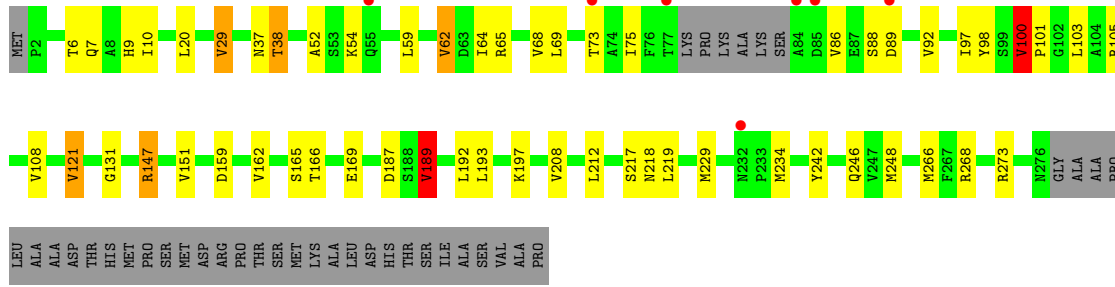 MET P2 T6 Q7 A8 H9 I10 L20 V29 N37 T38 A52 S53 K54 Q55 L59 V62 D63 I64 R65 V68 L69 T73 A74 I75 F76 T77 LYS PRO LYS ALA LYS SER A84 D85 V86 E87 S88 D89 V92 I97 Y98 S99 V100 P101 G102 L103 A104 R105
V108 V121 G131 R147 V151 D159 V162 S165 T166 E169 D187 S188 V189 L192 L193 K197 V208 L212 S217 N218 L219 M229 N232 P233 M234 Y242 Q246 V247 M248 M266 F267 R268 R273 N276 GLY ALA ALA PRO
LEU ALA ALA ASP THR HIS MET PRO SER MET ASP ARG PRO THR SER MET LYS ALA LEU ASP HIS THR SER ILE ALA SER VAL ALA PRO